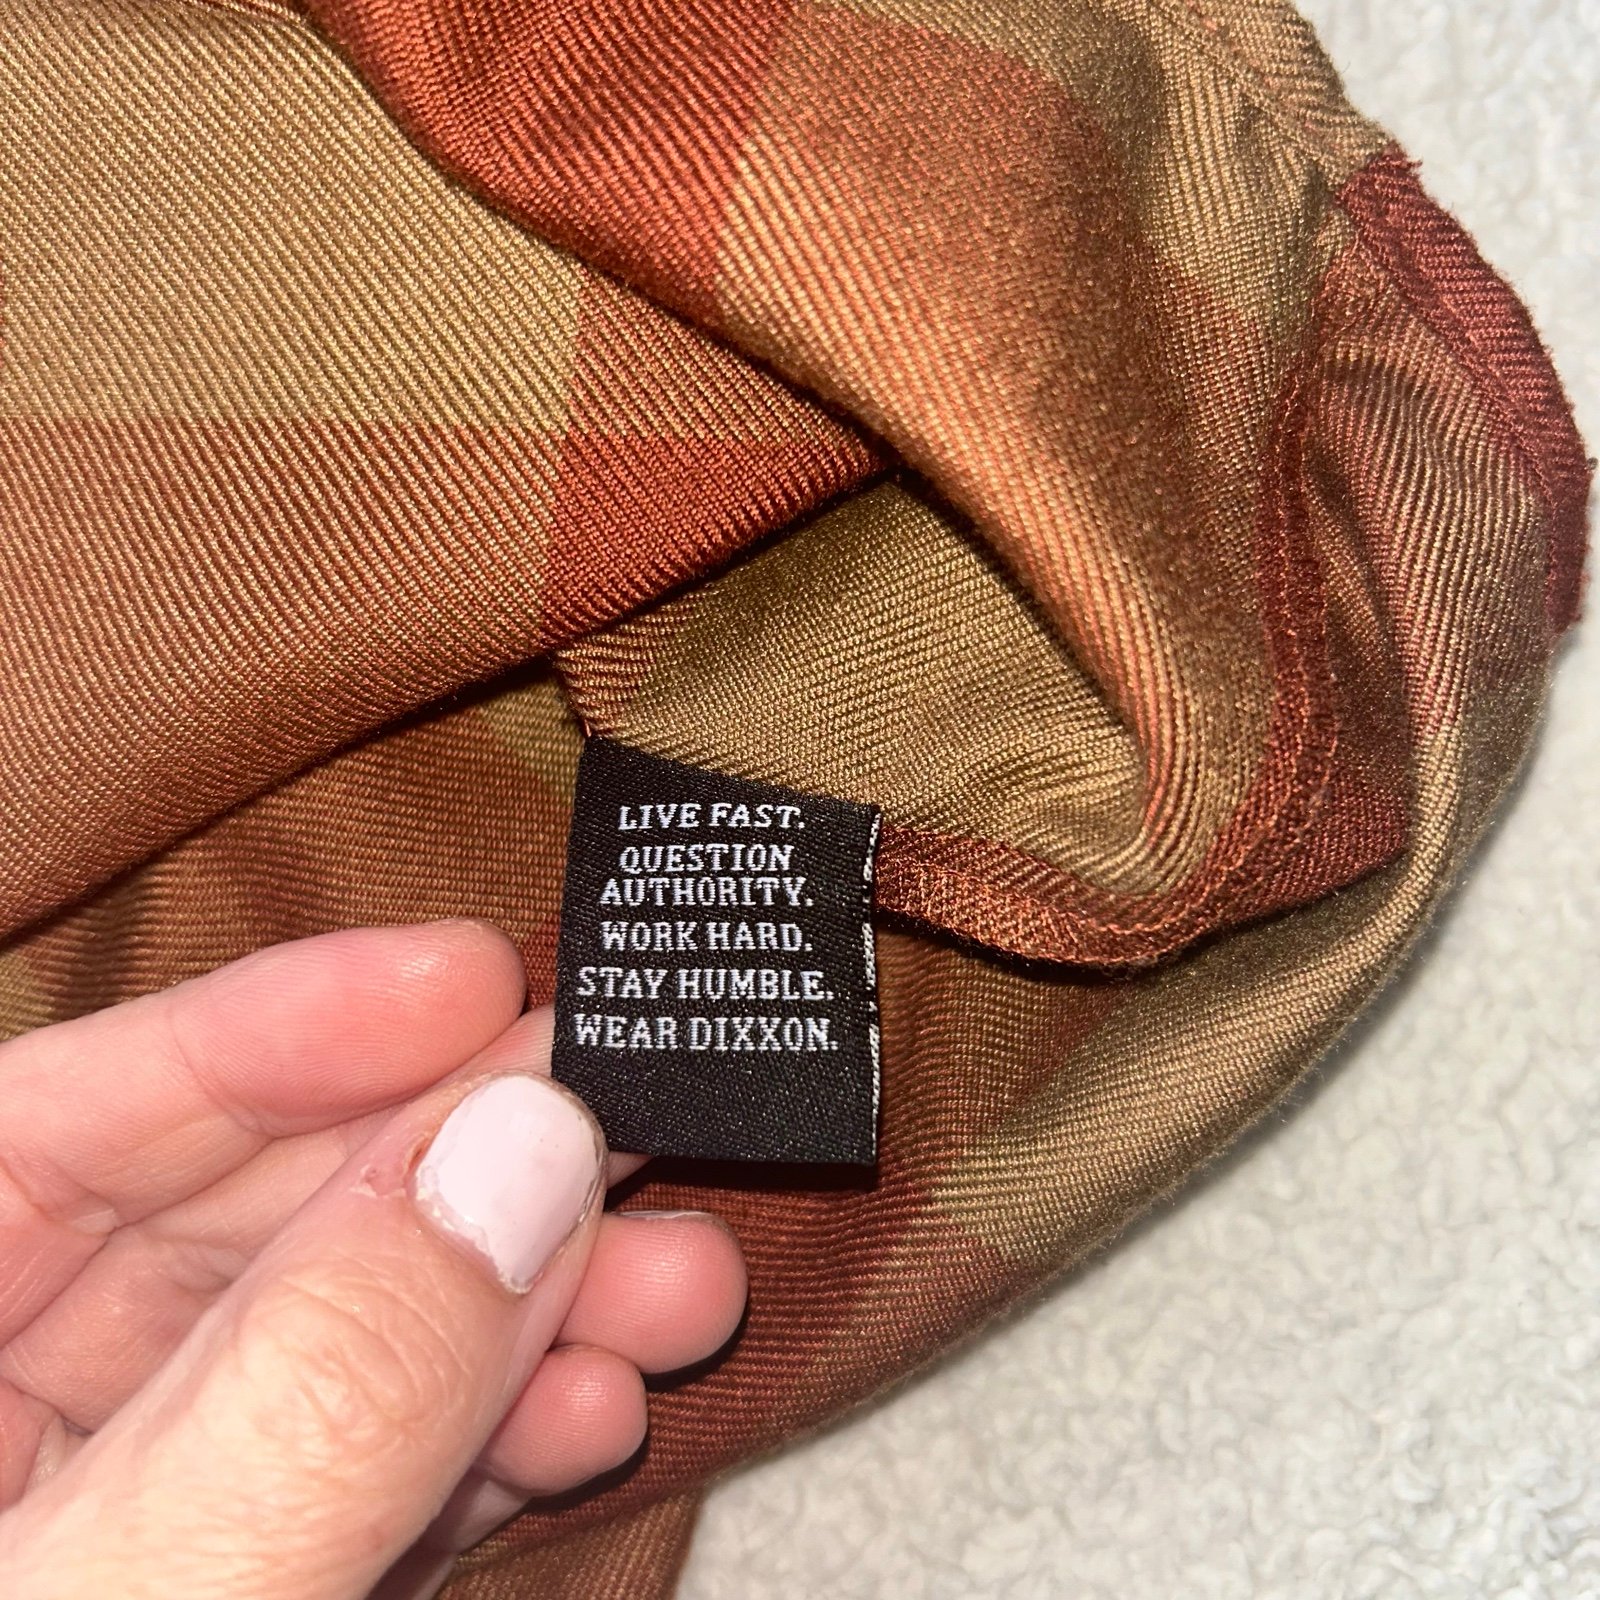 LIVE FAST.
QUESTION
AUTHORITY.
WORK HARD.
STAY HUMBLE.
WEAR DIXXON.